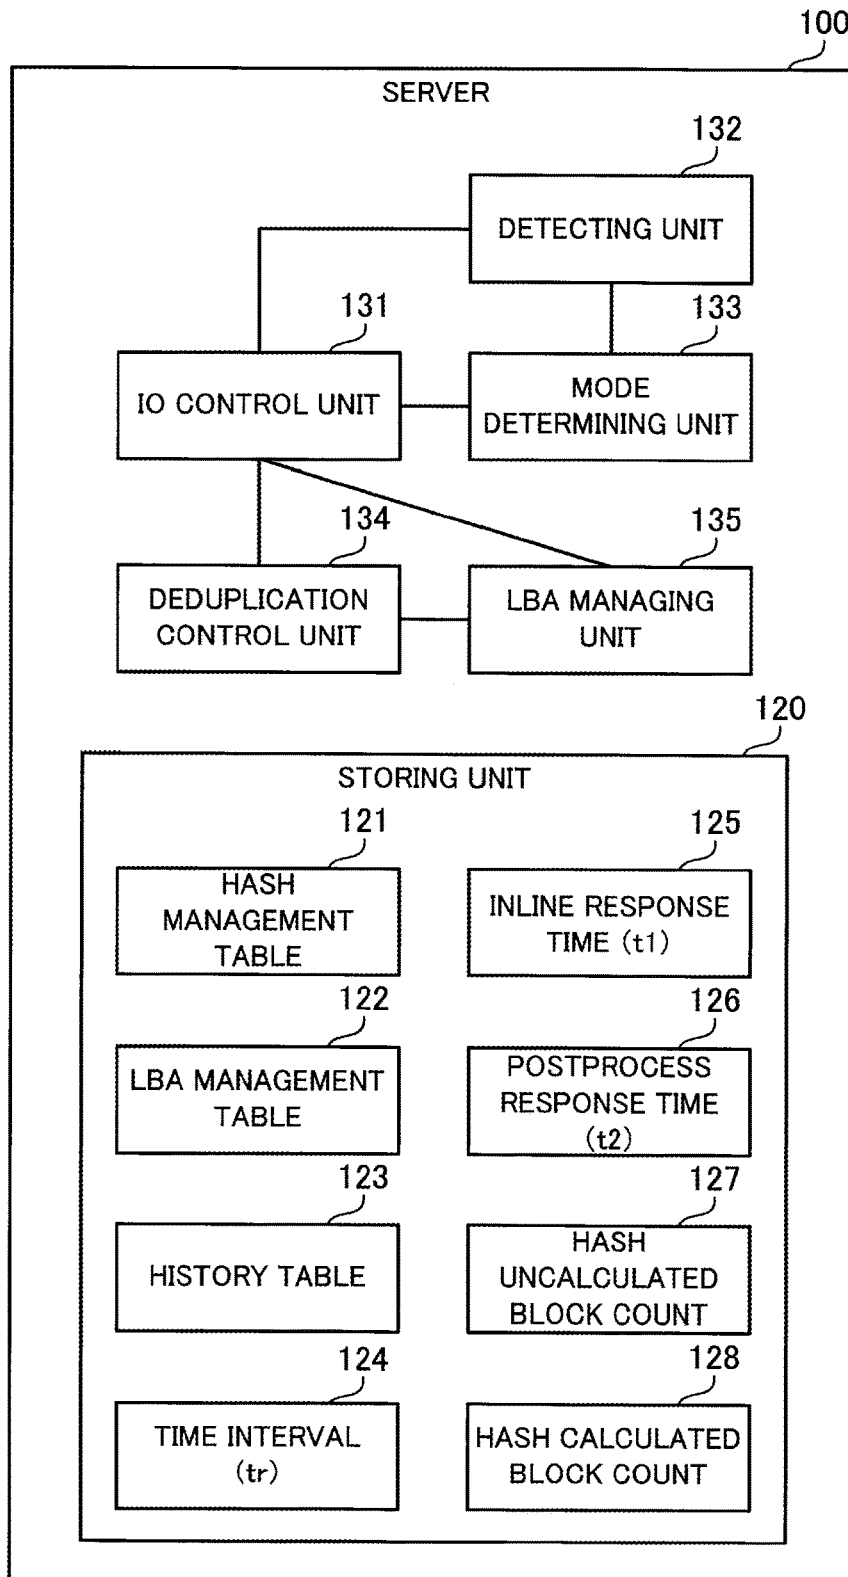 100
SERVER
132
DETECTING UNIT
131
IO CONTROL UNIT
133
MODE
DETERMINING UNIT
134
DEDUPLICATION
CONTROL UNIT
135
LBA MANAGING
UNIT
120
STORING UNIT
121
HASH
MANAGEMENT
TABLE
125
INLINE RESPONSE
TIME (t1)
122
LBA MANAGEMENT
TABLE
126
POSTPROCESS
RESPONSE TIME
(t2)
123
HISTORY TABLE
127
HASH
UNCALCULATED
BLOCK COUNT
124
TIME INTERVAL
(tr)
128
HASH CALCULATED
BLOCK COUNT